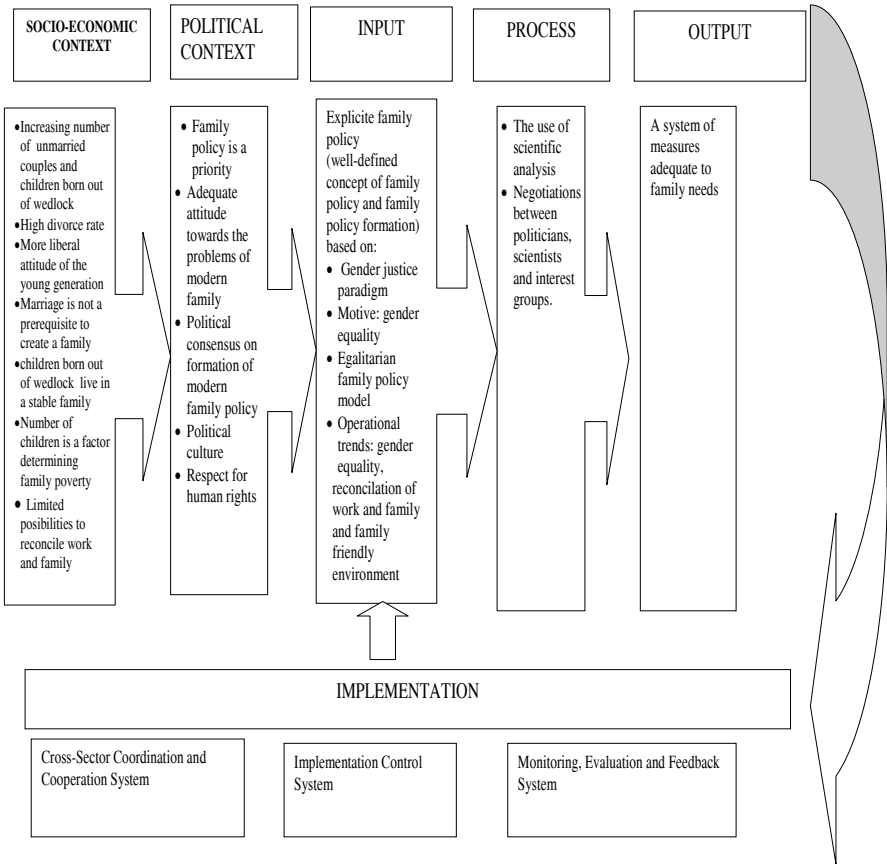 SOCIO-ECONOMIC
CONTEXT
POLITICAL
CONTEXT
INPUT
PROCESS
OUTPUT
•Increasing number
of unmarried
couples and
children born out
of wedlock
•High divorce rate
•More liberal
attitude of the
young generation
•Marriage is not a
prerequisite to
create a family
•children born out
of wedlock live in
a stable family
•Number of
children is a factor
determining
family poverty
• Limited
posibilities to
reconcile work
and family
• Family
policy is a
priority
• Adequate
attitude
towards the
problems of
modern
family
• Political
consensus on
formation of
modern
family policy
• Political
culture
• Respect for
human rights
Explicite family
policy
(well-defined
concept of family
policy and family
policy formation)
based on:
• Gender justice
paradigm
• Motive: gender
equality
• Egalitarian
family policy
model
• Operational
trends: gender
equality,
reconcilation of
work and family
and family
friendly
environment
• The use of
scientific
analysis
• Negotiations
between
politicians,
scientists
and interest
groups.
A system of
measures
adequate to
family needs
IMPLEMENTATION
Cross-Sector Coordination and
Cooperation System
Implementation Control
System
Monitoring, Evaluation and Feedback
System